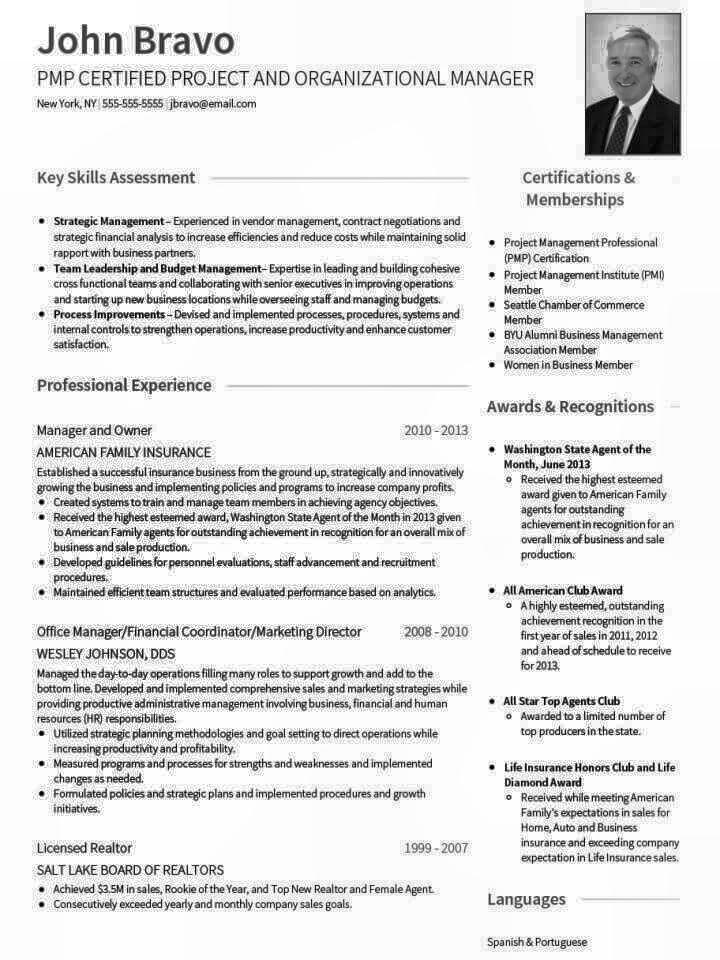 John Bravo
PMP CERTIFIED PROJECT AND ORGANIZATIONAL MANAGER
New York, NY | 555-555-5555 | jbravo@email.com
Key Skills Assessment
● Strategic Management – Experienced in vendor management, contract negotiations and
strategic financial analysis to increase efficiencies and reduce costs while maintaining solid
rapport with business partners.
● Team Leadership and Budget Management– Expertise in leading and building cohesive
cross functional teams and collaborating with senior executives in improving operations
and starting up new business locations while overseeing staff and managing budgets.
● Process Improvements – Devised and implemented processes, procedures, systems and
internal controls to strengthen operations, increase productivity and enhance customer
satisfaction.
Professional Experience
Manager and Owner 2010 - 2013
AMERICAN FAMILY INSURANCE
Established a successful insurance business from the ground up, strategically and innovatively
growing the business and implementing policies and programs to increase company profits.
● Created systems to train and manage team members in achieving agency objectives.
● Received the highest esteemed award, Washington State Agent of the Month in 2013 given
to American Family agents for outstanding achievement in recognition for an overall mix of
business and sale production.
● Developed guidelines for personnel evaluations, staff advancement and recruitment
procedures.
● Maintained efficient team structures and evaluated performance based on analytics.
Office Manager/Financial Coordinator/Marketing Director 2008 - 2010
WESLEY JOHNSON, DDS
Managed the day-to-day operations filling many roles to support growth and add to the
bottom line. Developed and implemented comprehensive sales and marketing strategies while
providing productive administrative management involving business, financial and human
resources (HR) responsibilities.
● Utilized strategic planning methodologies and goal setting to direct operations while
increasing productivity and profitability.
● Measured programs and processes for strengths and weaknesses and implemented
changes as needed.
● Formulated policies and strategic plans and implemented procedures and growth
initiatives.
Licensed Realtor 1999 - 2007
SALT LAKE BOARD OF REALTORS
● Achieved $3.5M in sales, Rookie of the Year, and Top New Realtor and Female Agent.
● Consecutively exceeded yearly and monthly company sales goals.
Certifications &
Memberships
● Project Management Professional
(PMP) Certification
● Project Management Institute (PMI)
Member
● Seattle Chamber of Commerce
Member
● BYU Alumni Business Management
Association Member
● Women in Business Member
Awards & Recognitions
● Washington State Agent of the
Month, June 2013
○ Received the highest esteemed
award given to American Family
agents for outstanding
achievement in recognition for an
overall mix of business and sale
production.
● All American Club Award
○ A highly esteemed, outstanding
achievement recognition in the
first year of sales in 2011, 2012
and ahead of schedule to receive
for 2013.
● All Star Top Agents Club
○ Awarded to a limited number of
top producers in the state.
● Life Insurance Honors Club and Life
Diamond Award
○ Received while meeting American
Family's expectations in sales for
Home, Auto and Business
insurance and exceeding company
expectation in Life Insurance sales.
Languages
Spanish & Portuguese